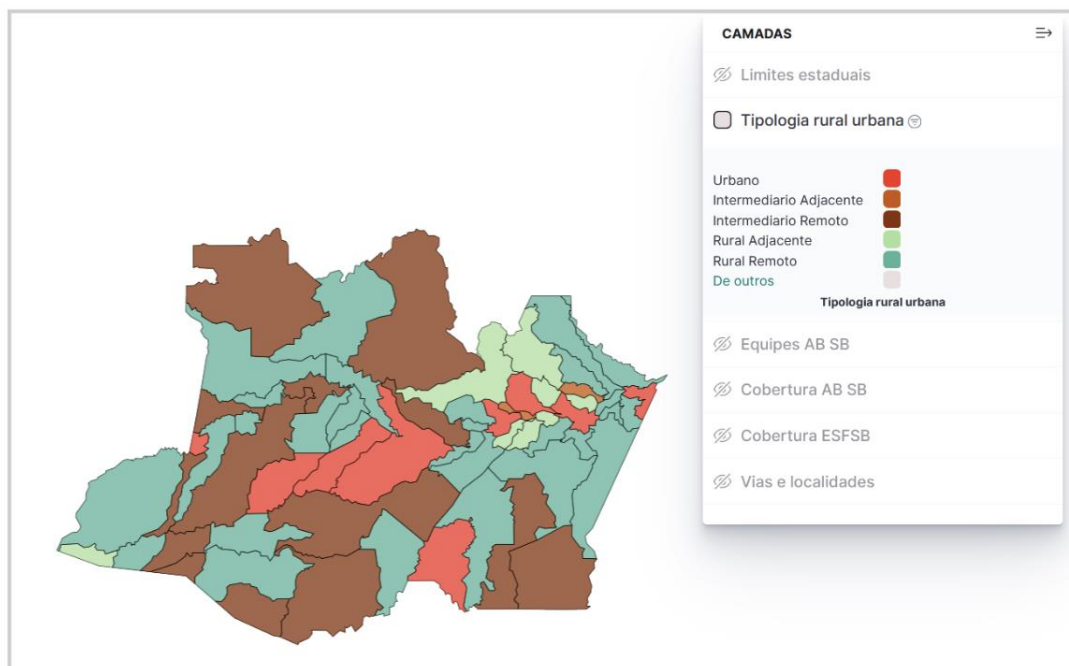 CAMADAS
Limites estaduais
Tipologia rural urbana
Urbano
Intermediario Adjacente
Intermediario Remoto
Rural Adjacente
Rural Remoto
De outros
Tipologia rural urbana
Equipes AB SB
Cobertura AB SB
Cobertura ESFSB
Vias e localidades